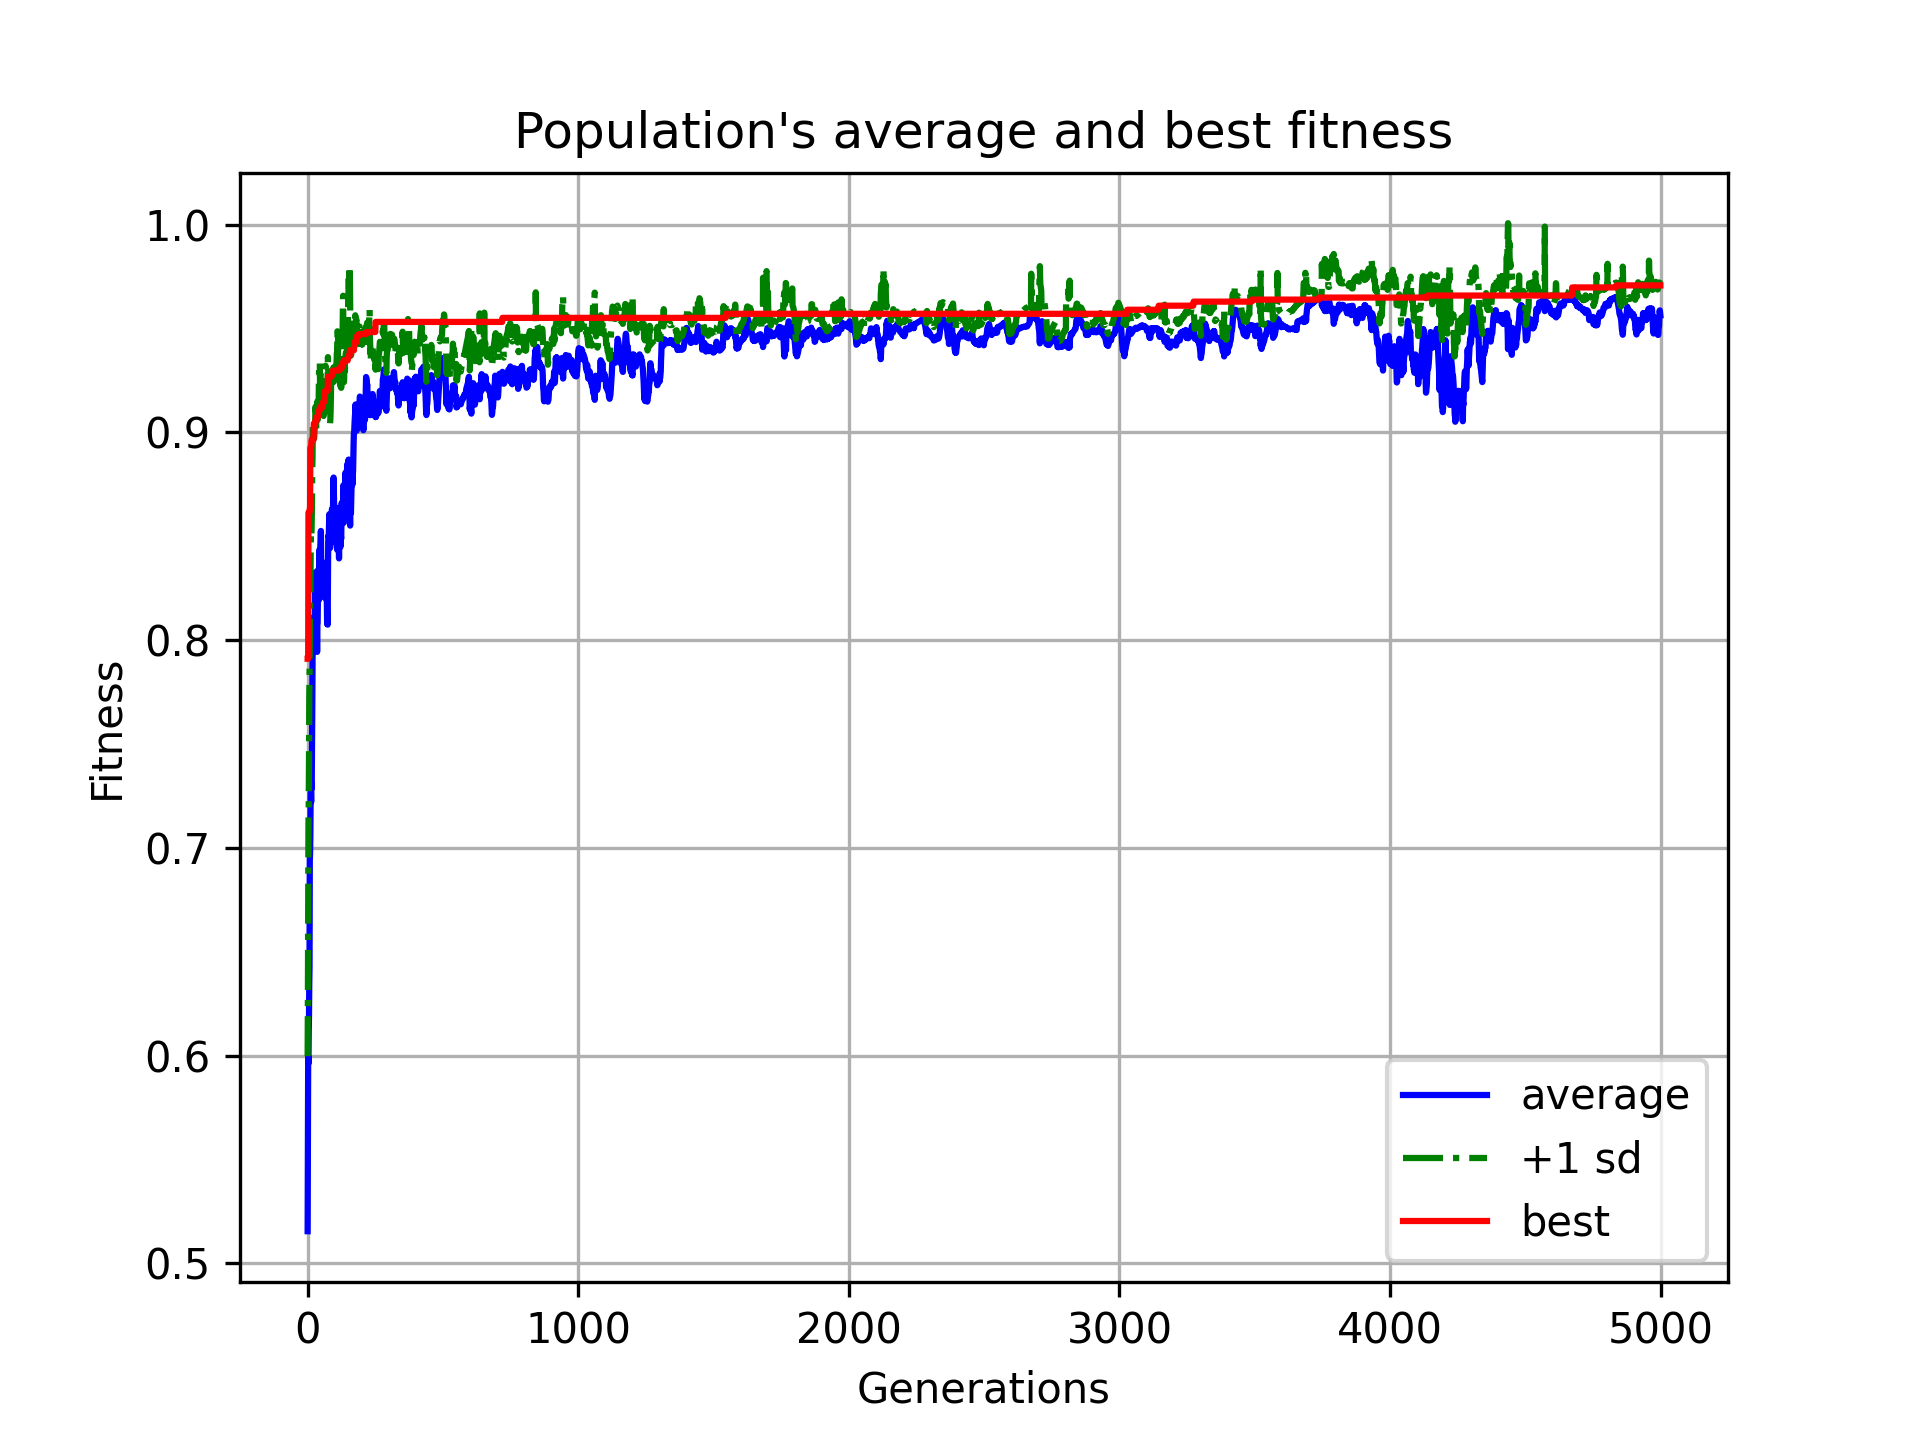 Population's average and best fitness
1.0
0.9
0.8
0.7
0.6
0.5
Fitness
average
+1 sd
best
0 1000 2000 3000 4000 5000
Generations